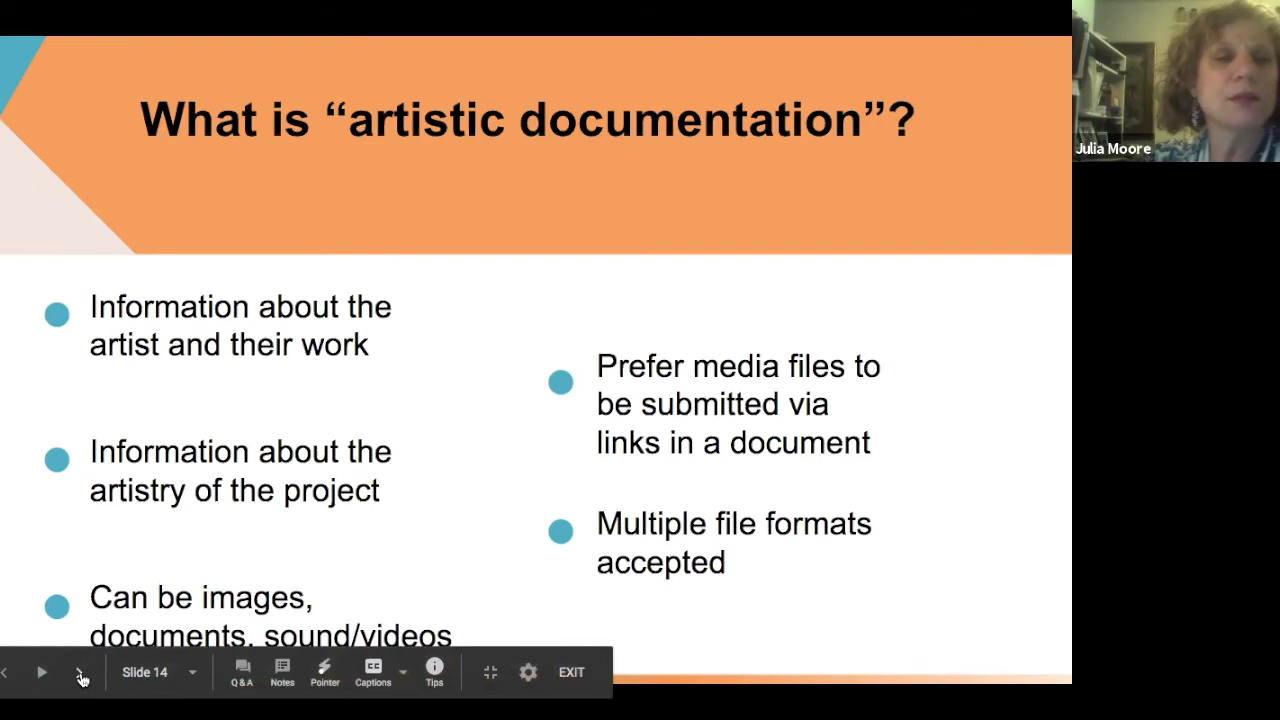 What is “artistic documentation”?
Julia Moore
Information about the
artist and their work
Information about the
artistry of the project
Can be images,
documents, sound/videos
Prefer media files to
be submitted via
links in a document
Multiple file formats
accepted
Slide 14
Q & A
Notes
Pointer
CC
Captions
Tips
EXIT